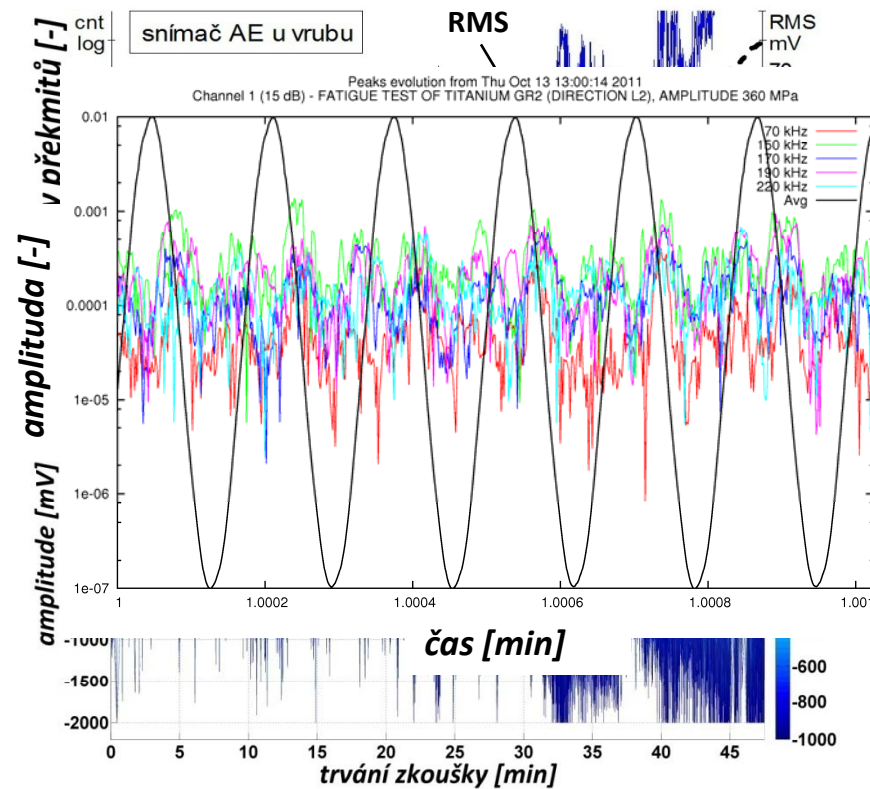 cnt
log
snímač AE u vrubu
RMS
RMS
mV
v překmitů [-]
Peaks evolution from Thu Oct 13 13:00:14 2011
Channel 1 (15 dB) - FATIGUE TEST OF TITANIUM GR2 (DIRECTION L2), AMPLITUDE 360 MPa
70 kHz
150 kHz
170 kHz
190 kHz
220 kHz
Avg
amplituda [-]
0.01
0.001
0.0001
1e-05
1e-06
1e-07
amplitude [mV]
1 1.0002 1.0004 1.0006 1.0008 1.001
čas [min]
-1000
-1500
-2000
-600
-800
-1000
0 5 10 15 20 25 30 35 40 45
trvání zkoušky [min]